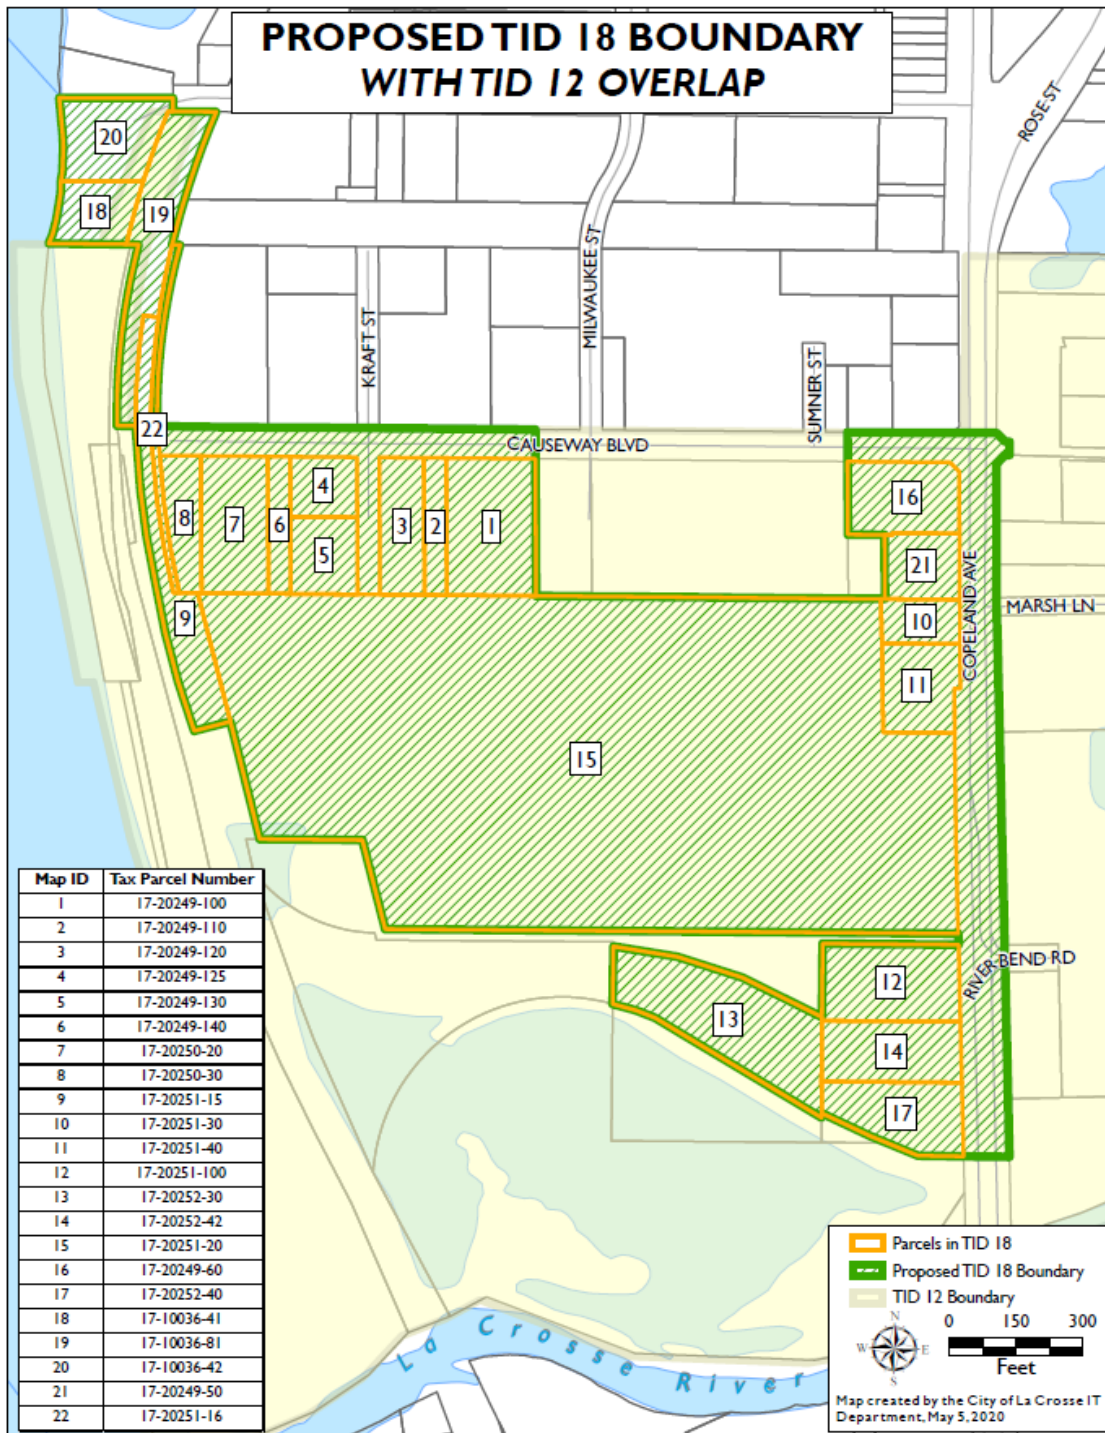 PROPOSED TID 18 BOUNDARY
WITH TID 12 OVERLAP
ROSE ST
20
18
19
MILWAUKEE ST
KRAFT ST
SUMNER ST
22
CAUSEWAY BLVD
4
16
8
7
6
3
2
1
5
21
COPELAND AVE
MARSH LN
9
10
11
15
RIVER BEND RD
12
13
14
17
Map ID Tax Parcel Number
1 17-20249-100
2 17-20249-110
3 17-20249-120
4 17-20249-125
5 17-20249-130
6 17-20249-140
7 17-20250-20
8 17-20250-30
9 17-20251-15
10 17-20251-30
11 17-20251-40
12 17-20251-100
13 17-20252-30
14 17-20252-42
15 17-20251-20
16 17-20249-60
17 17-20252-40
18 17-10036-41
19 17-10036-81
20 17-10036-42
21 17-20249-50
22 17-20251-16
La Crosse River
Parcels in TID 18
Proposed TID 18 Boundary
TID 12 Boundary
N
W E
S
0 150 300
Feet
Map created by the City of La Crosse IT
Department, May 5, 2020